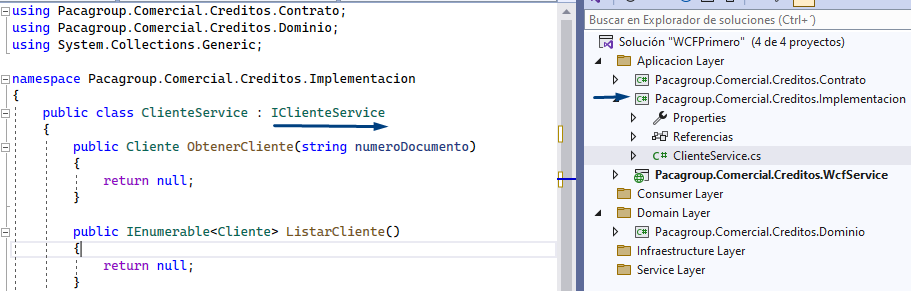 using Pacagroup.Comercial.Creditos.Contrato;
using Pacagroup.Comercial.Creditos.Dominio;
using System.Collections.Generic;
namespace Pacagroup.Comercial.Creditos.Implementacion
{
public class ClienteService : IClienteService
{
public Cliente ObtenerCliente(string numeroDocumento)
{
return null;
}
public IEnumerable<Cliente> ListarCliente()
{
return null;
}
Buscar en Explorador de soluciones (Ctrl+´)
Solución "WCFPrimero" (4 de 4 proyectos)
Aplicacion Layer
C# Pacagroup.Comercial.Creditos.Contrato
C# Pacagroup.Comercial.Creditos.Implementacion
Properties
Referencias
C# ClienteService.cs
Pacagroup.Comercial.Creditos.WcfService
Consumer Layer
Domain Layer
C# Pacagroup.Comercial.Creditos.Dominio
Infraestructure Layer
Service Layer